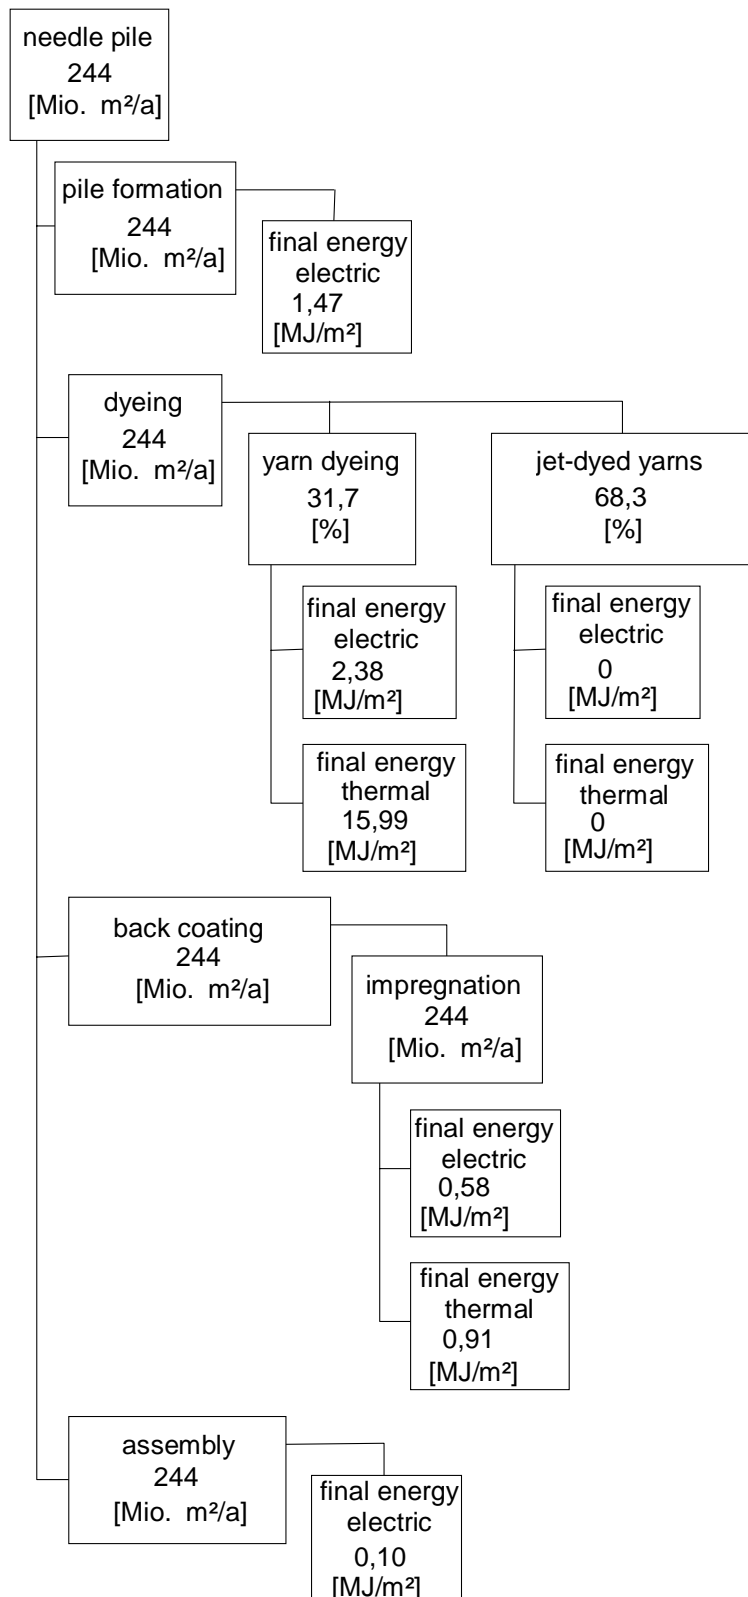 needle pile
244
[Mio. m²/a]
pile formation
244
[Mio. m²/a]
final energy
electric
1,47
[MJ/m²]
dyeing
244
[Mio. m²/a]
yarn dyeing
31,7
[%]
jet-dyed yarns
68,3
[%]
final energy
electric
2,38
[MJ/m²]
final energy
electric
0
[MJ/m²]
final energy
thermal
15,99
[MJ/m²]
final energy
thermal
0
[MJ/m²]
back coating
244
[Mio. m²/a]
impregnation
244
[Mio. m²/a]
final energy
electric
0,58
[MJ/m²]
final energy
thermal
0,91
[MJ/m²]
assembly
244
[Mio. m²/a]
final energy
electric
0,10
[MJ/m²]